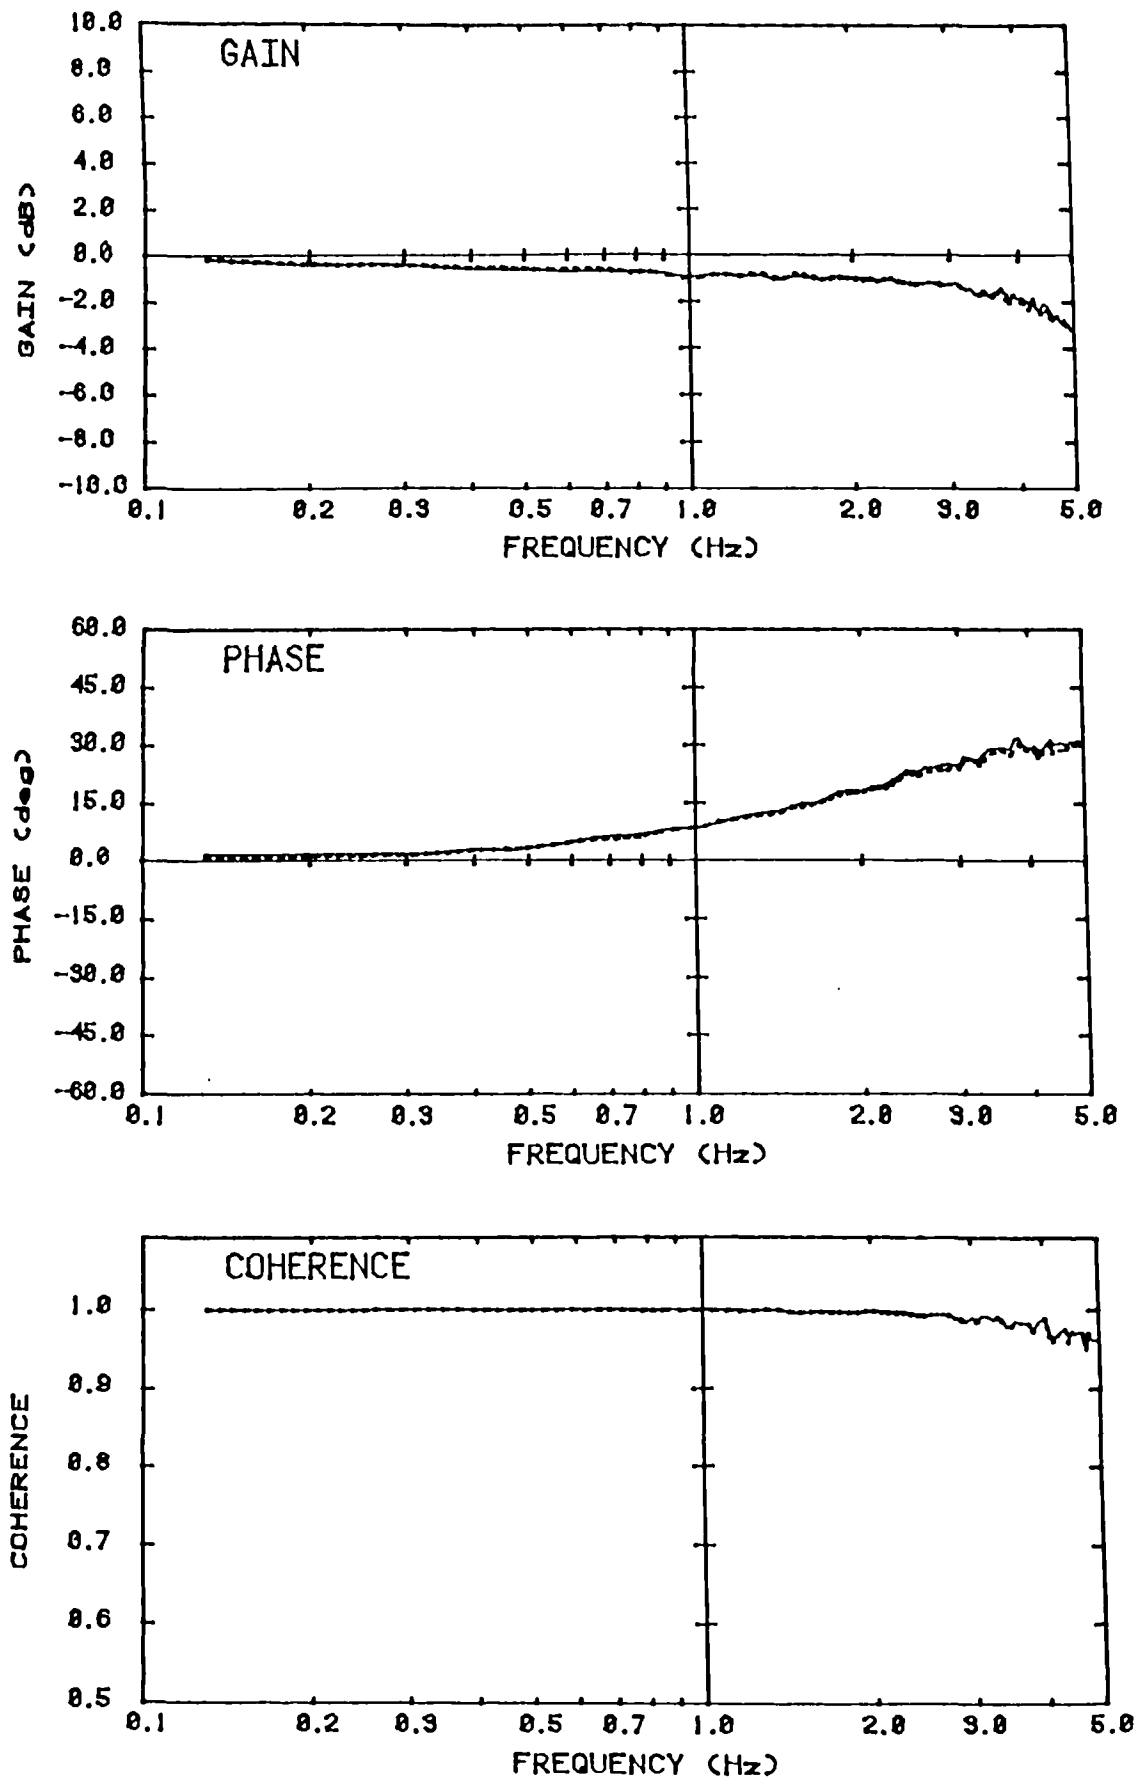 10.0
GAIN
8.0
6.0
4.0
2.0
0.0
-2.0
-4.0
-6.0
-8.0
-10.0
GAIN (dB)
0.1 0.2 0.3 0.5 0.7 1.0 2.0 3.0 5.0
FREQUENCY (Hz)
60.0
PHASE
45.0
30.0
15.0
0.0
-15.0
-30.0
-45.0
-60.0
PHASE (deg)
0.1 0.2 0.3 0.5 0.7 1.0 2.0 3.0 5.0
FREQUENCY (Hz)
COHERENCE
1.0
0.9
0.8
0.7
0.6
0.5
COHERENCE
0.1 0.2 0.3 0.5 0.7 1.0 2.0 3.0 5.0
FREQUENCY (Hz)